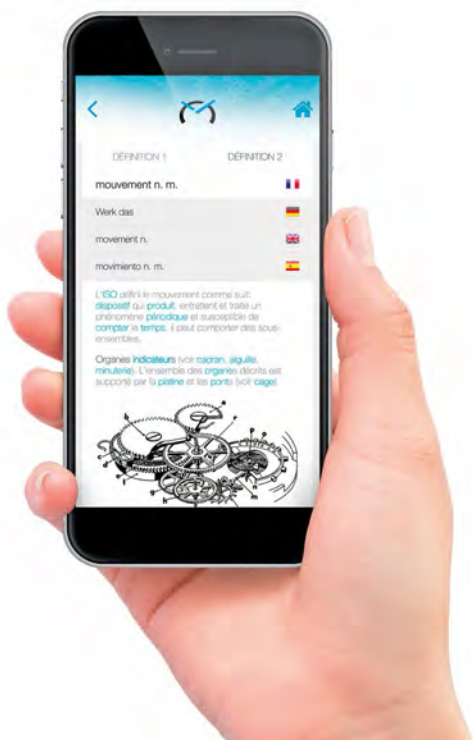 DÉFINITION 1 DÉFINITION 2
mouvement n. m.
Werk das
movement n.
movimiento n. m.
L'ISO définit le mouvement comme suit:
dispositif qui produit, entretient et traite un
phénomène périodique et susceptible de
compter le temps. Il peut comporter des sous-
ensembles.
Organes indicateurs (voir cadran, aiguille,
minuterie). L'ensemble des organes décrits est
supporté par la platine et les ponts (voir cage).